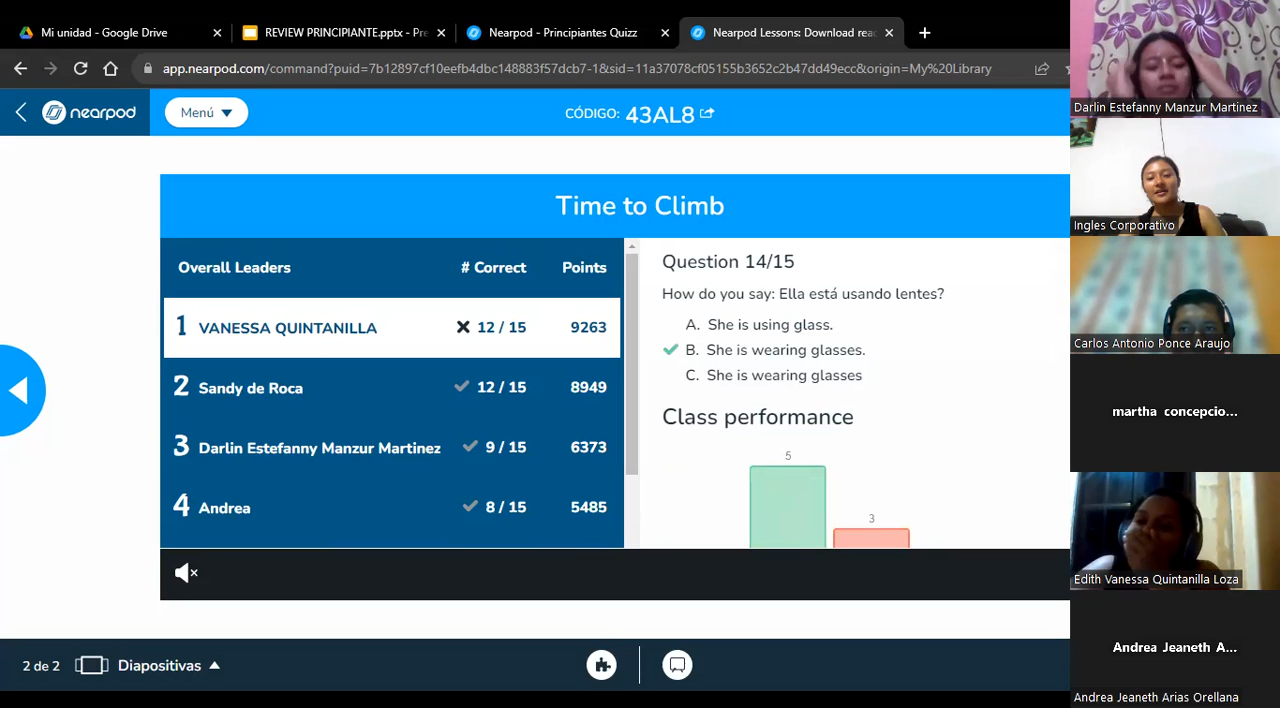 Mi unidad - Google Drive
REVIEW PRINCIPIANTE.pptx - Pre
Nearpod - Principiantes Quizz
Nearpod Lessons: Download rea
app.nearpod.com/command?puid=7b12897cf10eefb4dbc148883f57dcb7-1&sid=11a37078cf05155b3652c2b47dd49ecc&origin=My%20Library
nearpod
Menú
CÓDIGO: 43AL8
Time to Climb
Overall Leaders # Correct Points
1 VANESSA QUINTANILLA 12 / 15 9263
2 Sandy de Roca 12 / 15 8949
3 Darlin Estefanny Manzur Martinez 9 / 15 6373
4 Andrea 8 / 15 5485
Question 14/15
How do you say: Ella está usando lentes?
A. She is using glass.
B. She is wearing glasses.
C. She is wearing glasses
Class performance
5
3
2 de 2 Diapositivas
Darlin Estefanny Manzur Martinez
Ingles Corporativo
Carlos Antonio Ponce Araujo
martha concepcio...
Edith Vanessa Quintanilla Loza
Andrea Jeaneth A...
Andrea Jeaneth Arias Orellana